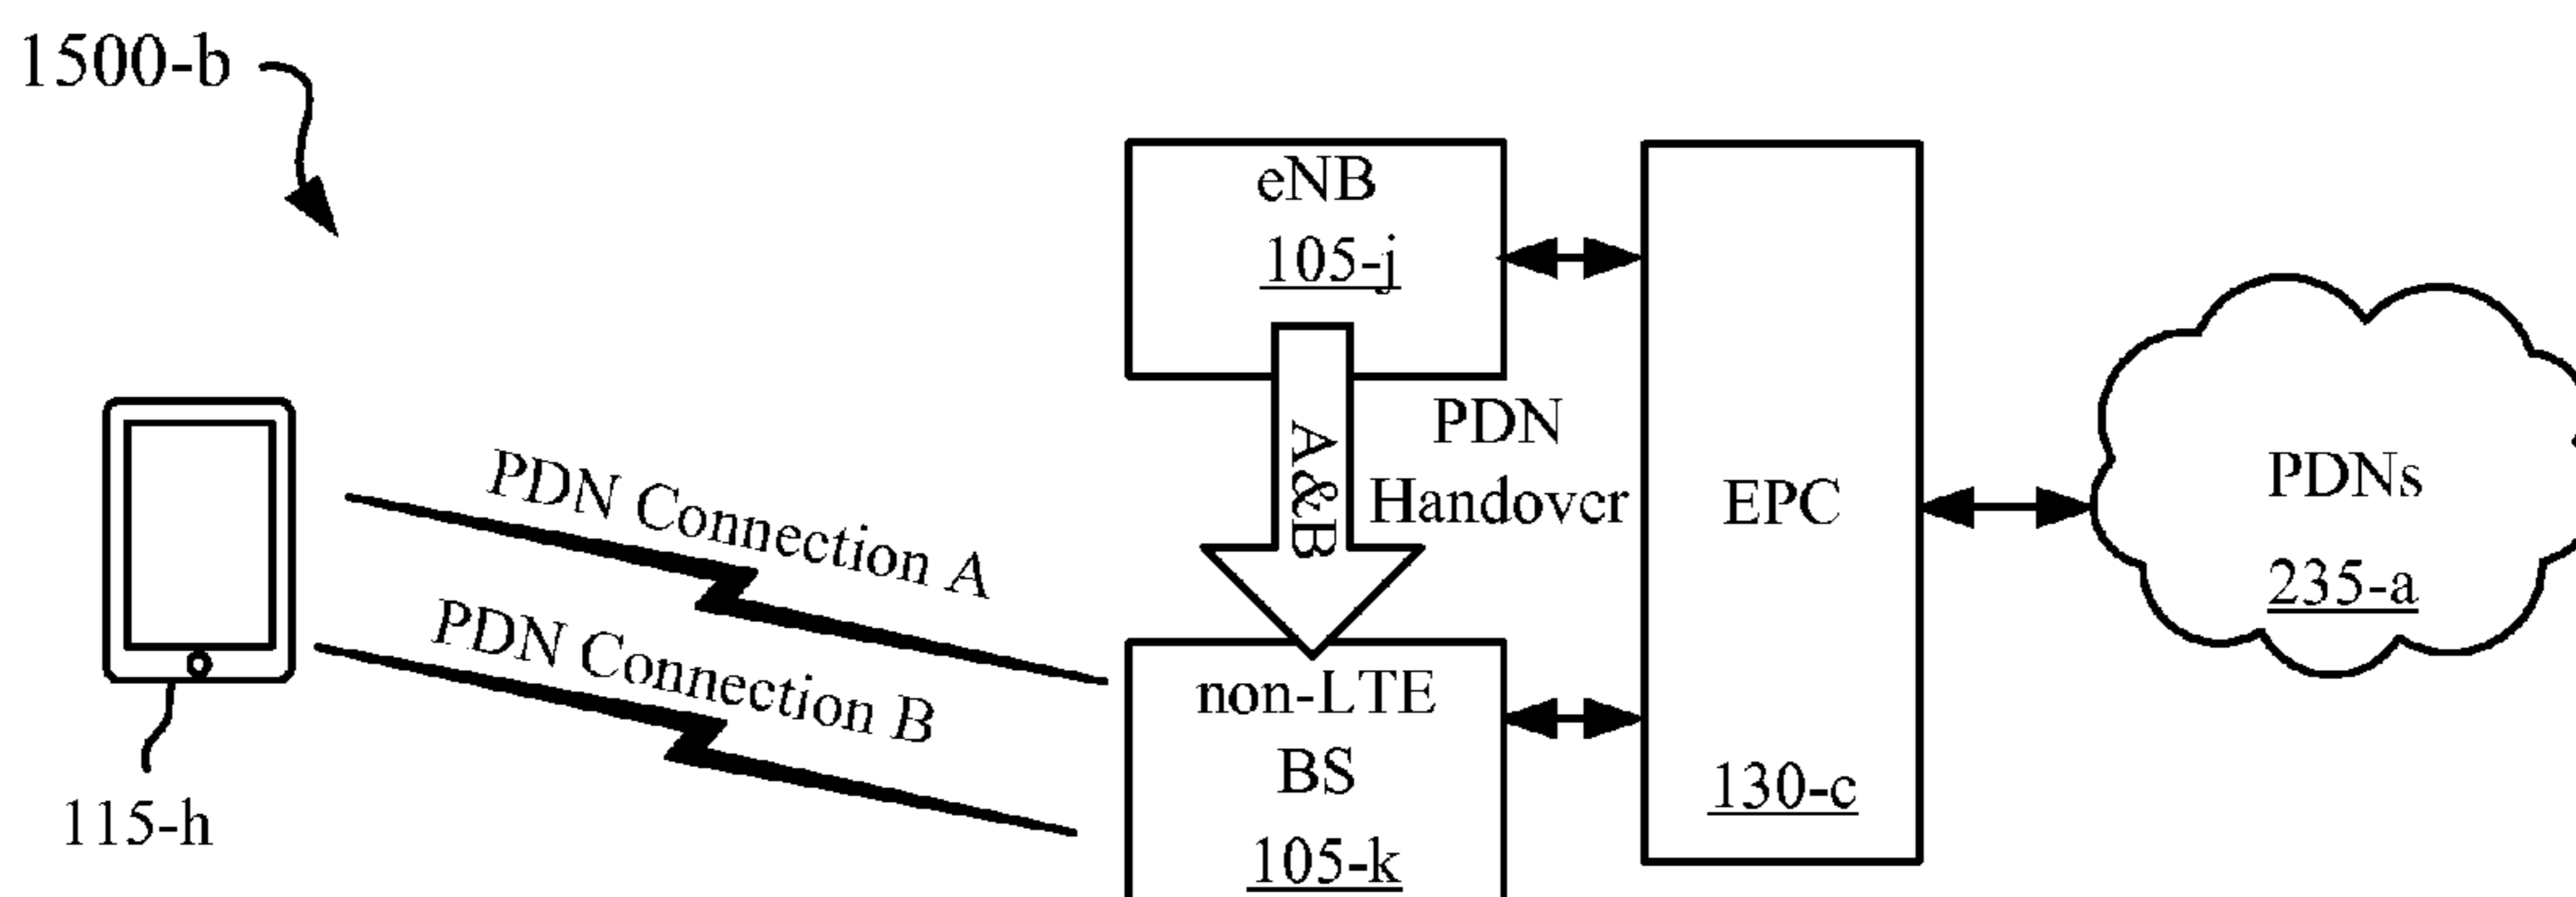 1500-b
eNB
105-j
PDN
Handover
A&B
EPC
130-c
PDNs
235-a
PDN Connection A
PDN Connection B
non-LTE
BS
105-k
115-h